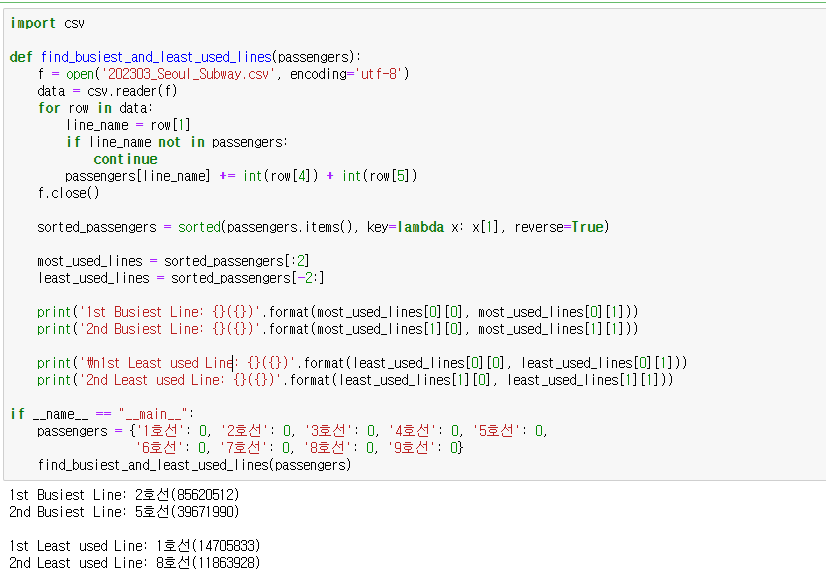 import csv

def find_busiest_and_least_used_lines(passengers):
    f = open('202303_Seoul_Subway.csv', encoding='utf-8')
    data = csv.reader(f)
    for row in data:
        line_name = row[1]
        if line_name not in passengers:
            continue
        passengers[line_name] += int(row[4]) + int(row[5])
    f.close()

    sorted_passengers = sorted(passengers.items(), key=lambda x: x[1], reverse=True)

    most_used_lines = sorted_passengers[:2]
    least_used_lines = sorted_passengers[-2:]

    print('1st Busiest Line: {}({})'.format(most_used_lines[0][0], most_used_lines[0][1]))
    print('2nd Busiest Line: {}({})'.format(most_used_lines[1][0], most_used_lines[1][1]))

    print('₩n1st Least used Line: {}({})'.format(least_used_lines[0][0], least_used_lines[0][1]))
    print('2nd Least used Line: {}({})'.format(least_used_lines[1][0], least_used_lines[1][1]))

if __name__ == "__main__":
    passengers = {'1호선': 0, '2호선': 0, '3호선': 0, '4호선': 0, '5호선': 0,
                  '6호선': 0, '7호선': 0, '8호선': 0, '9호선': 0}
    find_busiest_and_least_used_lines(passengers)
1st Busiest Line: 2호선(85620512)
2nd Busiest Line: 5호선(39671990)

1st Least used Line: 1호선(14705833)
2nd Least used Line: 8호선(11863928)